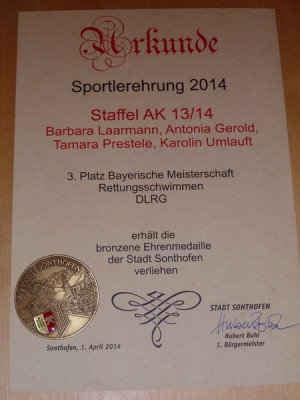 Urkunde
Sportlerehrung 2014
Staffel AK 13/14
Barbara Laarmann, Antonia Gerold,
Tamara Prestele, Karolin Umlauft
3. Platz Bayerische Meisterschaft
Rettungsschwimmen
DLRG
erhält die
bronzene Ehrenmedaille
der Stadt Sonthofen
verliehen
STADT SONTHOFEN
STADT SONTHOFEN
Hubert Buhl
1. Bürgermeister
Sonthofen, 1. April 2014